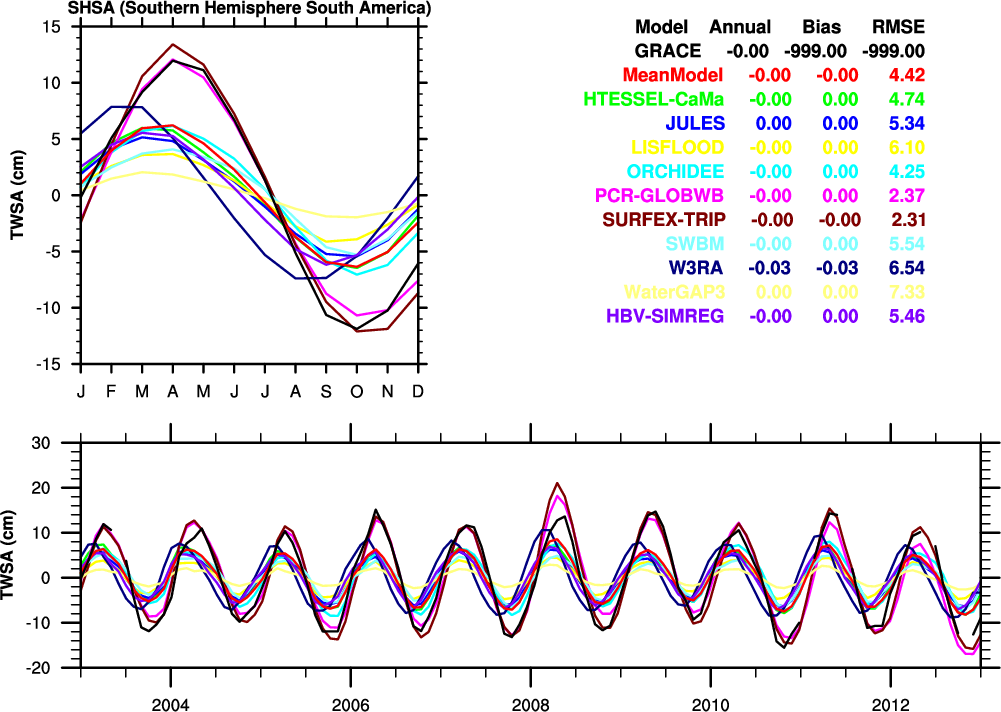 SHSA (Southern Hemisphere South America)
15
10
5
0
-5
-10
-15
TWSA (cm)
J F M A M J J A S O N D
Model Annual Bias RMSE
GRACE -0.00 -999.00 -999.00
MeanModel -0.00 -0.00 4.42
HTESSEL-CaMa -0.00 0.00 4.74
JULES 0.00 0.00 5.34
LISFLOOD -0.00 0.00 6.10
ORCHIDEE -0.00 0.00 4.25
PCR-GLOBWB -0.00 0.00 2.37
SURFEX-TRIP -0.00 -0.00 2.31
SWBM -0.00 0.00 5.54
W3RA -0.03 -0.03 6.54
WaterGAP3 0.00 0.00 7.33
HBV-SIMREG -0.00 0.00 5.46
30
20
10
0
-10
-20
TWSA (cm)
2004 2006 2008 2010 2012